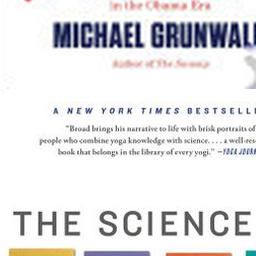 in the Obama Era
MICHAEL GRUNWAL
Author of The Swamp
A NEW YORK TIMES BESTSELL
"Broad brings his narrative to life with brisk portraits of
people who combine yoga knowledge with science. . . . a well-res
book that belongs in the library of every yogi." —YOGA JOURN
THE SCIENCE